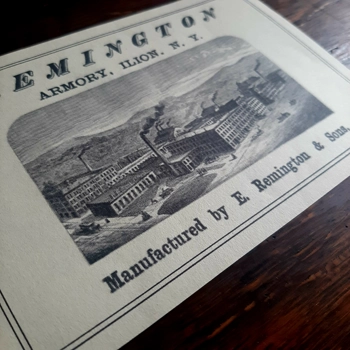 EMINGTON
ARMORY, ILION, N. Y.
Manufactured by E. Remington & Sons.